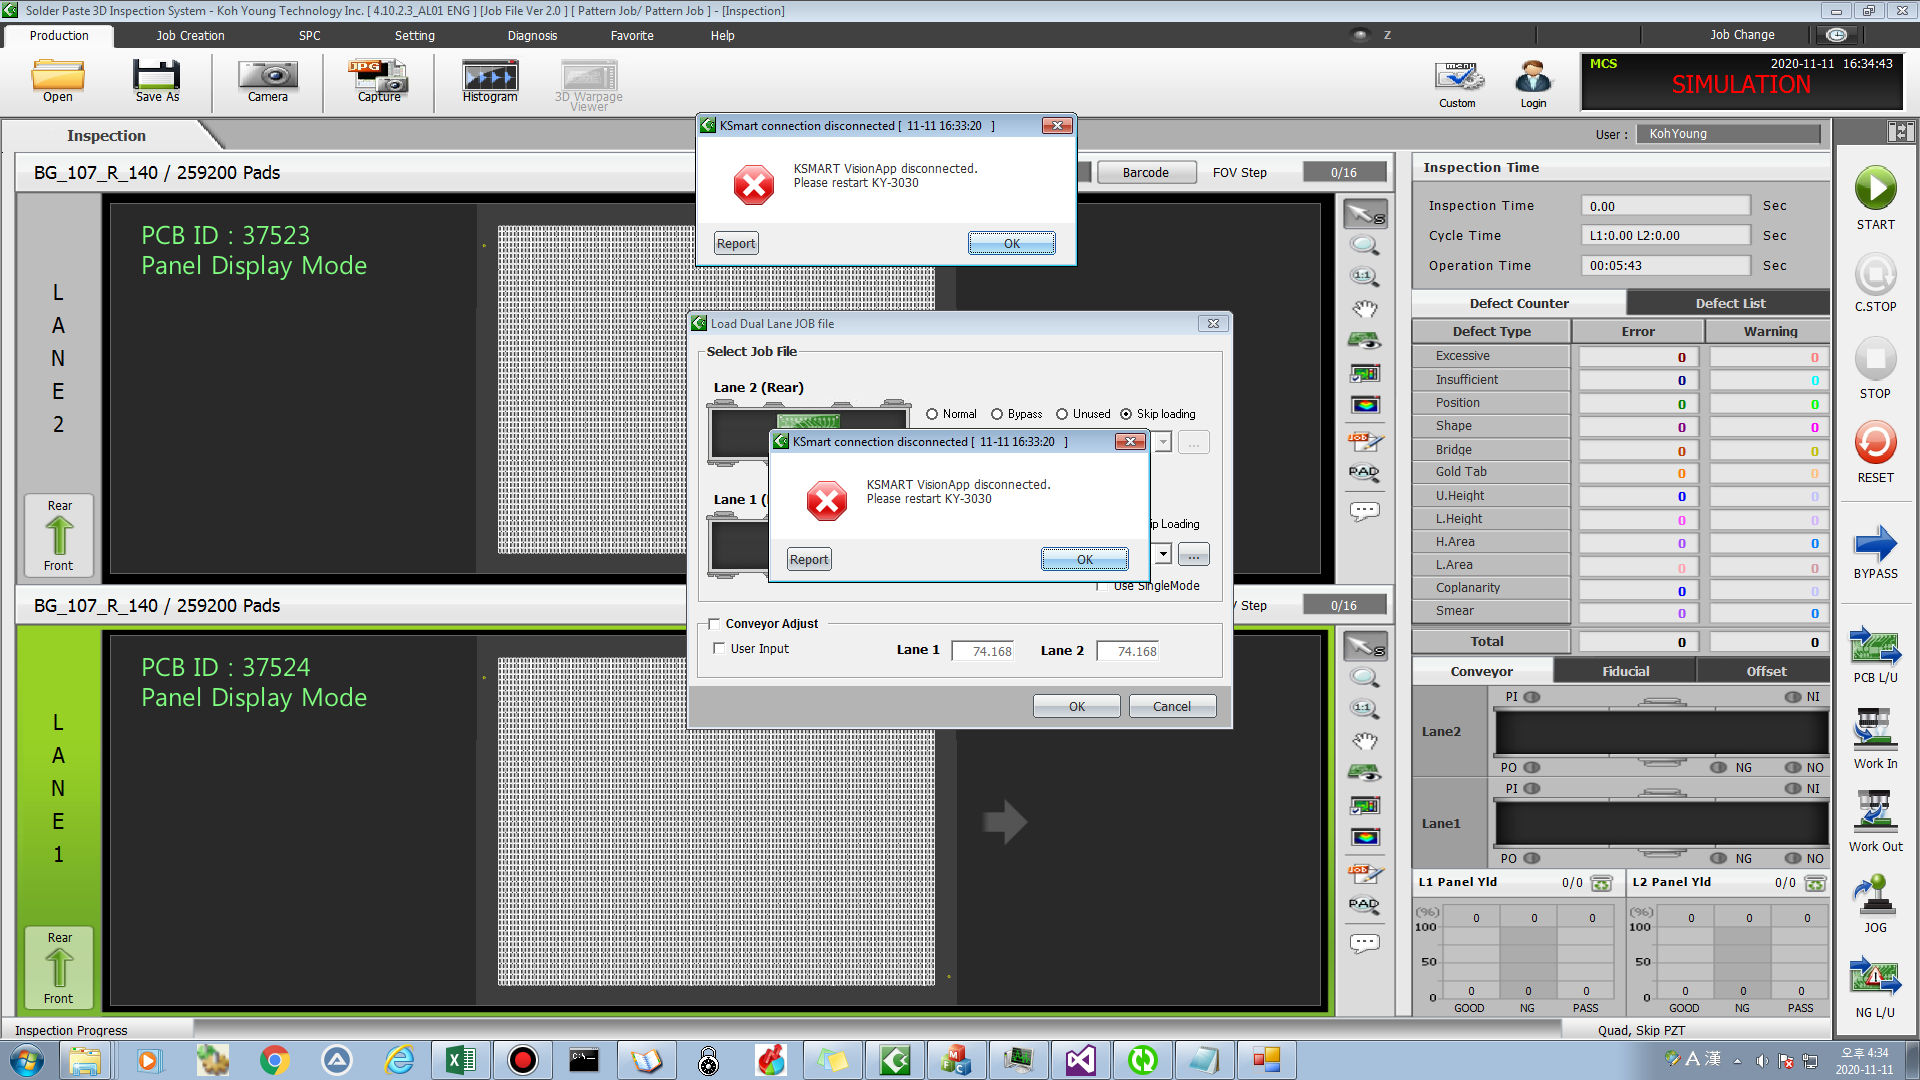 Solder Paste 3D Inspection System - Koh Young Technology Inc. [ 4.10.2.3_AL01 ENG ] [Job File Ver 2.0 ] [ Pattern Job/ Pattern Job ] - [Inspection]
Production
Job Creation
SPC
Setting
Diagnosis
Favorite
Help
Z
Job Change
Open
Save As
Camera
JPG
Capture
Histogram
3D Warpage
Viewer
menu
Custom
Login
MCS
2020-11-11 16:34:43
SIMULATION
Inspection
User :
KohYoung
BG_107_R_140 / 259200 Pads
Barcode
FOV Step
0/16
PCB ID : 37523
Panel Display Mode
L
A
N
E
2
Rear
Front
KSmart connection disconnected [ 11-11 16:33:20 ]
KSMART VisionApp disconnected.
Please restart KY-3030
Report
OK
Load Dual Lane JOB file
Select Job File
Lane 2 (Rear)
Normal
Bypass
Unused
Skip loading
...
KSmart connection disconnected [ 11-11 16:33:20 ]
KSMART VisionApp disconnected.
Please restart KY-3030
Report
OK
Lane 1 (
ip Loading
...
Use SingleMode
Conveyor Adjust
User Input
Lane 1
74.168
Lane 2
74.168
OK
Cancel
BG_107_R_140 / 259200 Pads
Step
0/16
PCB ID : 37524
Panel Display Mode
L
A
N
E
1
Rear
Front
S
1:1
JOB
PAD
S
1:1
JOB
PAD
Inspection Time
Inspection Time
0.00
Sec
Cycle Time
L1:0.00 L2:0.00
Sec
Operation Time
00:05:43
Sec
Defect Counter
Defect List
Defect Type
Error
Warning
Excessive
0
0
Insufficient
0
0
Position
0
0
Shape
0
0
Bridge
0
0
Gold Tab
0
0
U.Height
0
0
L.Height
0
0
H.Area
0
0
L.Area
0
0
Coplanarity
0
0
Smear
0
0
Total
0
0
Conveyor
Fiducial
Offset
PI
NI
Lane2
PO
NG
NO
PI
NI
Lane1
PO
NG
NO
L1 Panel Yld
0/0
L2 Panel Yld
0/0
(%)
0
0
0
100
50
0
0
0
0
GOOD
NG
PASS
(%)
0
0
0
100
50
0
0
0
0
GOOD
NG
PASS
START
C.STOP
STOP
RESET
BYPASS
PCB L/U
Work In
Work Out
JOG
NG L/U
Inspection Progress
Quad, Skip PZT
C:\_
A 漢
오후 4:34
2020-11-11